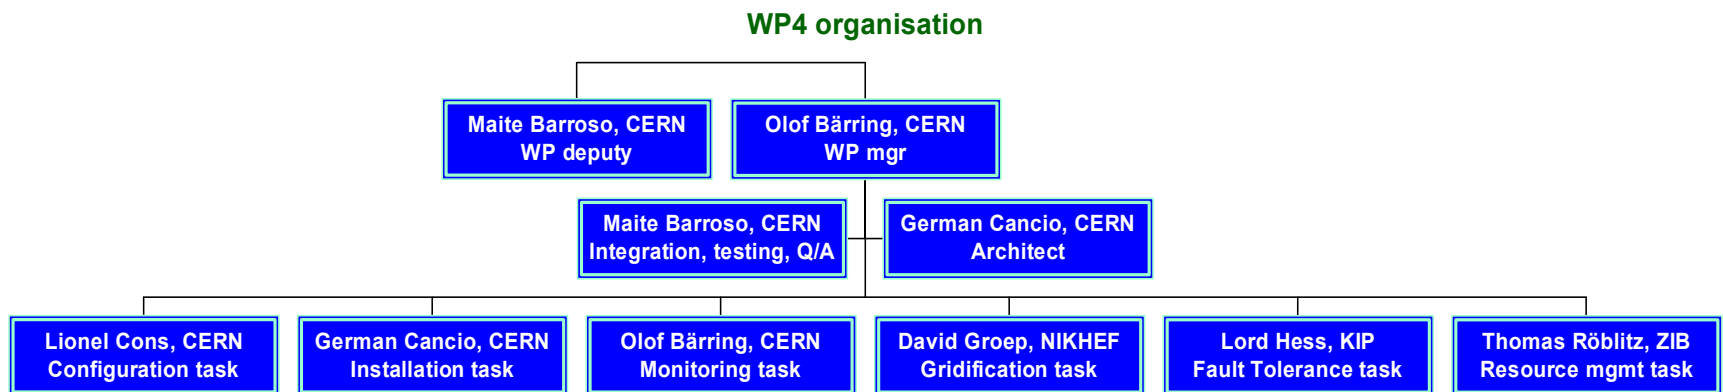 WP4 organisation
Maite Barroso, CERN
WP deputy
Olof Bärring, CERN
WP mgr
Maite Barroso, CERN
Integration, testing, Q/A
German Cancio, CERN
Architect
Lionel Cons, CERN
Configuration task
German Cancio, CERN
Installation task
Olof Bärring, CERN
Monitoring task
David Groep, NIKHEF
Gridification task
Lord Hess, KIP
Fault Tolerance task
Thomas Röblitz, ZIB
Resource mgmt task